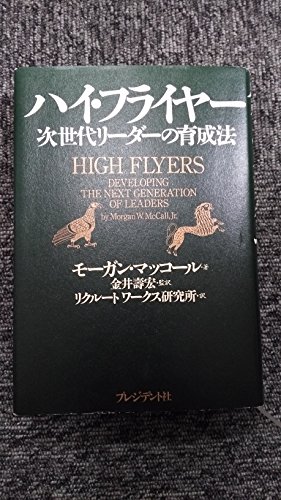 ハイ・フライヤー
次世代リーダーの育成法
HIGH FLYERS
DEVELOPING
THE NEXT GENERATION
OF LEADERS
by Morgan W. McCall, Jr.
モーガン・マッコール・著
金井壽宏・監訳
リクルートワークス研究所・訳
プレジデント社